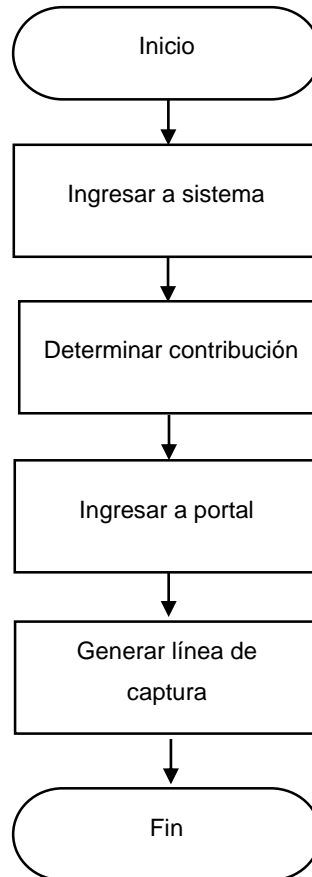 Inicio
Ingresar a sistema
Determinar contribución
Ingresar a portal
Generar línea de
captura
Fin